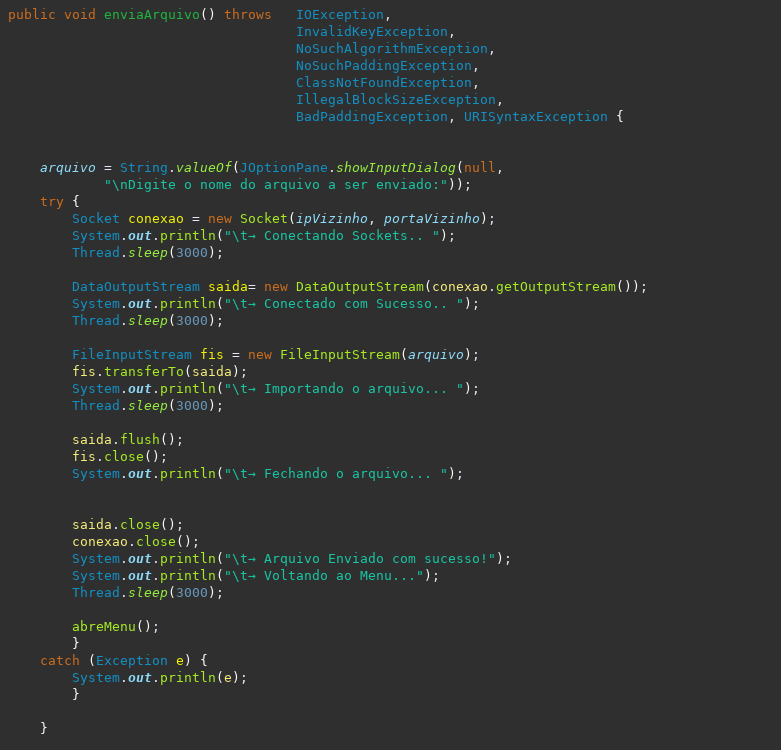 public void enviaArquivo() throws   IOException,
                                    InvalidKeyException,
                                    NoSuchAlgorithmException,
                                    NoSuchPaddingException,
                                    ClassNotFoundException,
                                    IllegalBlockSizeException,
                                    BadPaddingException, URISyntaxException {
    arquivo = String.valueOf(JOptionPane.showInputDialog(null,
            "\nDigite o nome do arquivo a ser enviado:"));
    try {
        Socket conexao = new Socket(ipVizinho, portaVizinho);
        System.out.println("\t→ Conectando Sockets.. ");
        Thread.sleep(3000);
        DataOutputStream saida= new DataOutputStream(conexao.getOutputStream());
        System.out.println("\t→ Conectado com Sucesso.. ");
        Thread.sleep(3000);
        FileInputStream fis = new FileInputStream(arquivo);
        fis.transferTo(saida);
        System.out.println("\t→ Importando o arquivo... ");
        Thread.sleep(3000);
        saida.flush();
        fis.close();
        System.out.println("\t→ Fechando o arquivo... ");
        saida.close();
        conexao.close();
        System.out.println("\t→ Arquivo Enviado com sucesso!");
        System.out.println("\t→ Voltando ao Menu...");
        Thread.sleep(3000);
        abreMenu();
        }
    catch (Exception e) {
        System.out.println(e);
        }
    }